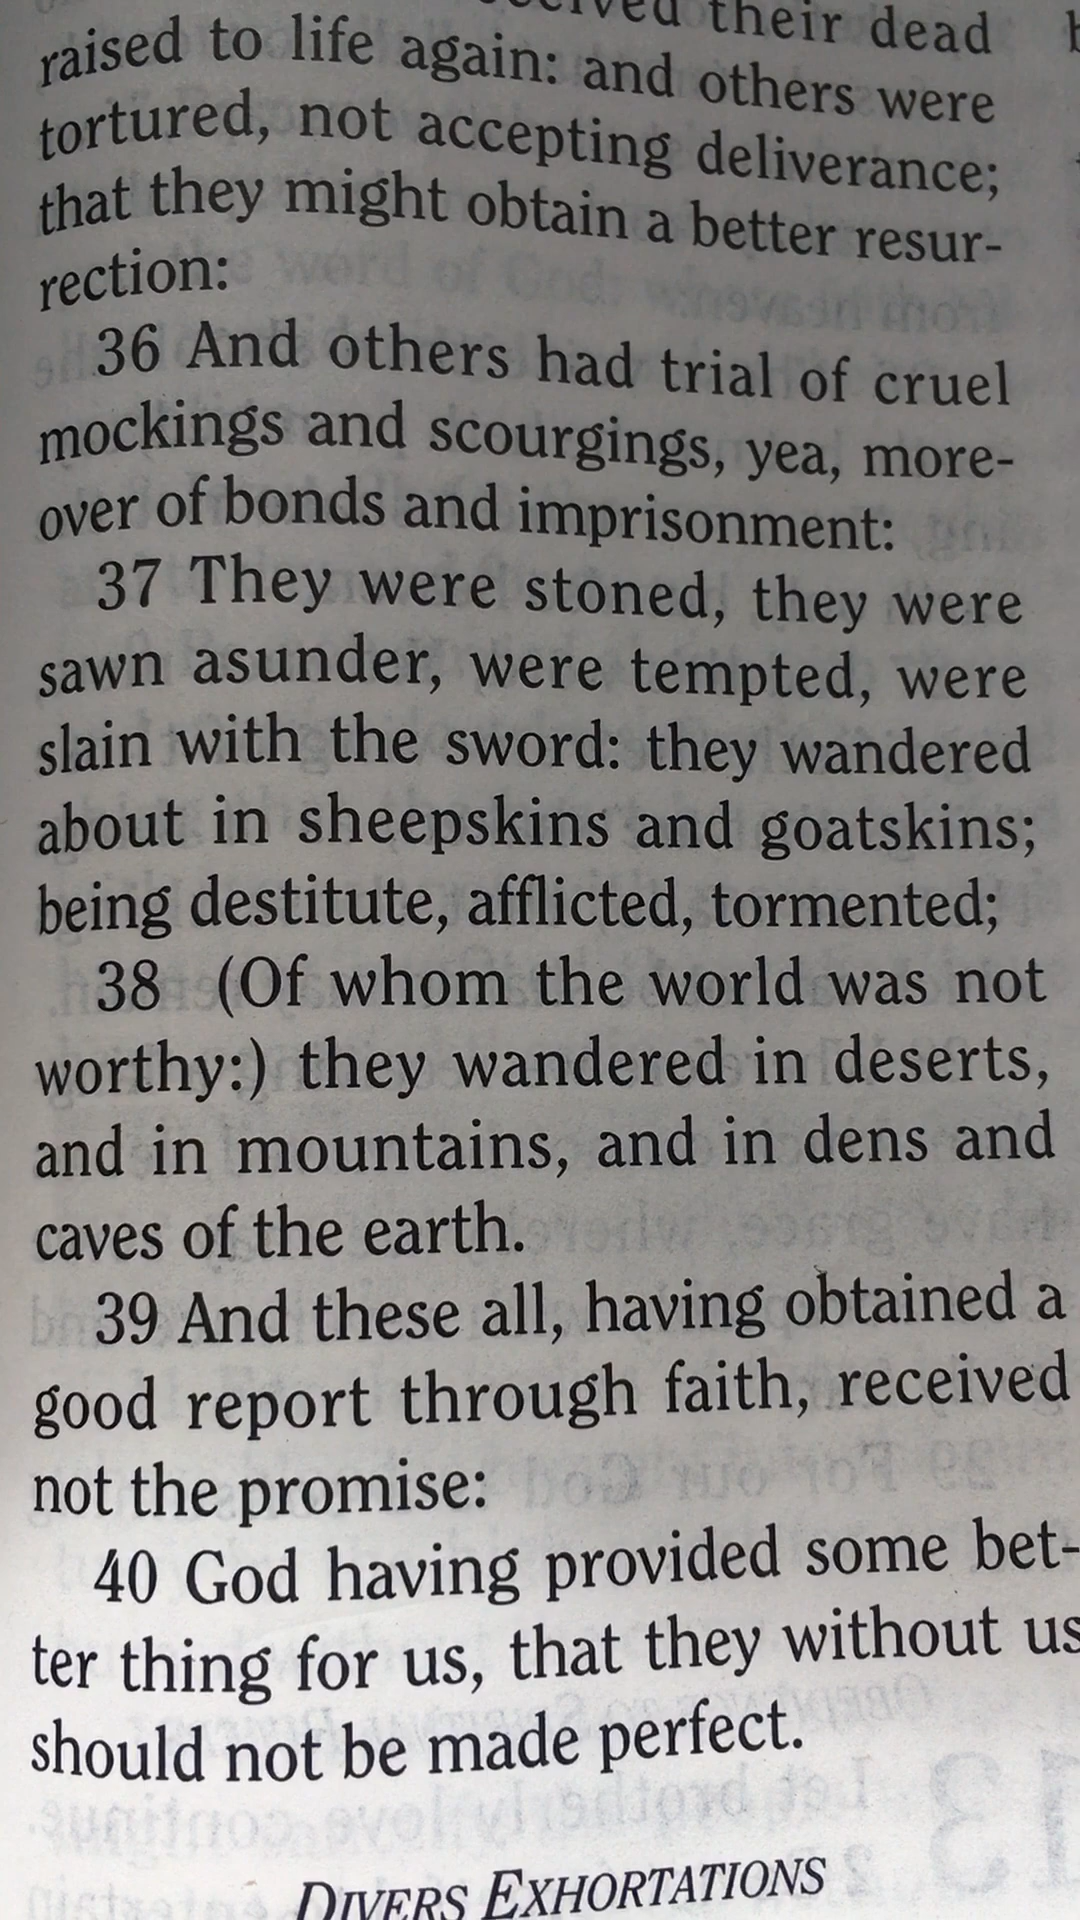 their dead
raised to life again: and others were
tortured, not accepting deliverance;
that they might obtain a better resur-
rection:
36 And others had trial of cruel
mockings and scourgings, yea, more-
over of bonds and imprisonment:
37 They were stoned, they were
sawn asunder, were tempted, were
slain with the sword: they wandered
about in sheepskins and goatskins;
being destitute, afflicted, tormented;
38 (Of whom the world was not
worthy:) they wandered in deserts,
and in mountains, and in dens and
caves of the earth.
39 And these all, having obtained a
good report through faith, received
not the promise:
40 God having provided some bet-
ter thing for us, that they without us
should not be made perfect.
DIVERS EXHORTATIONS